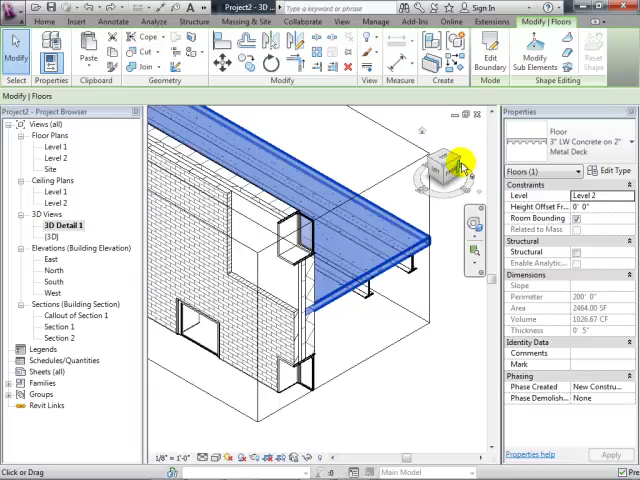 Project2 - 3D ...
Sign In
Home Insert Annotate Analyze Structure Massing & Site Collaborate View Manage Add-Ins Online Extensions Modify | Floors
Modify
Properties
Paste
Cope
Cut
Join
Edit Boundary
Modify Sub Elements
Reset Shape
Select Properties Clipboard Geometry Modify View Measure Create Mode Shape Editing
Modify | Floors
Project2 - Project Browser
Views (all)
Floor Plans
Level 1
Level 2
Site
Ceiling Plans
Level 1
Level 2
3D Views
3D Detail 1
{3D}
Elevations (Building Elevation)
East
North
South
West
Sections (Building Section)
Callout of Section 1
Section 1
Section 2
Legends
Schedules/Quantities
Sheets (all)
Families
Groups
Revit Links
Properties
Floor
3" LW Concrete on 2" Metal Deck
Floors (1)
Edit Type
Constraints
Level Level 2
Height Offset Fr... 0' 0"
Room Bounding
Related to Mass
Structural
Structural
Enable Analytic...
Dimensions
Slope
Perimeter 200' 0"
Area 2464.00 SF
Volume 1026.67 CF
Thickness 0' 5"
Identity Data
Comments
Mark
Phasing
Phase Created New Constru...
Phase Demolish... None
Properties help
Apply
1/8" = 1'-0"
Click or Drag
:0
Main Model
Pre